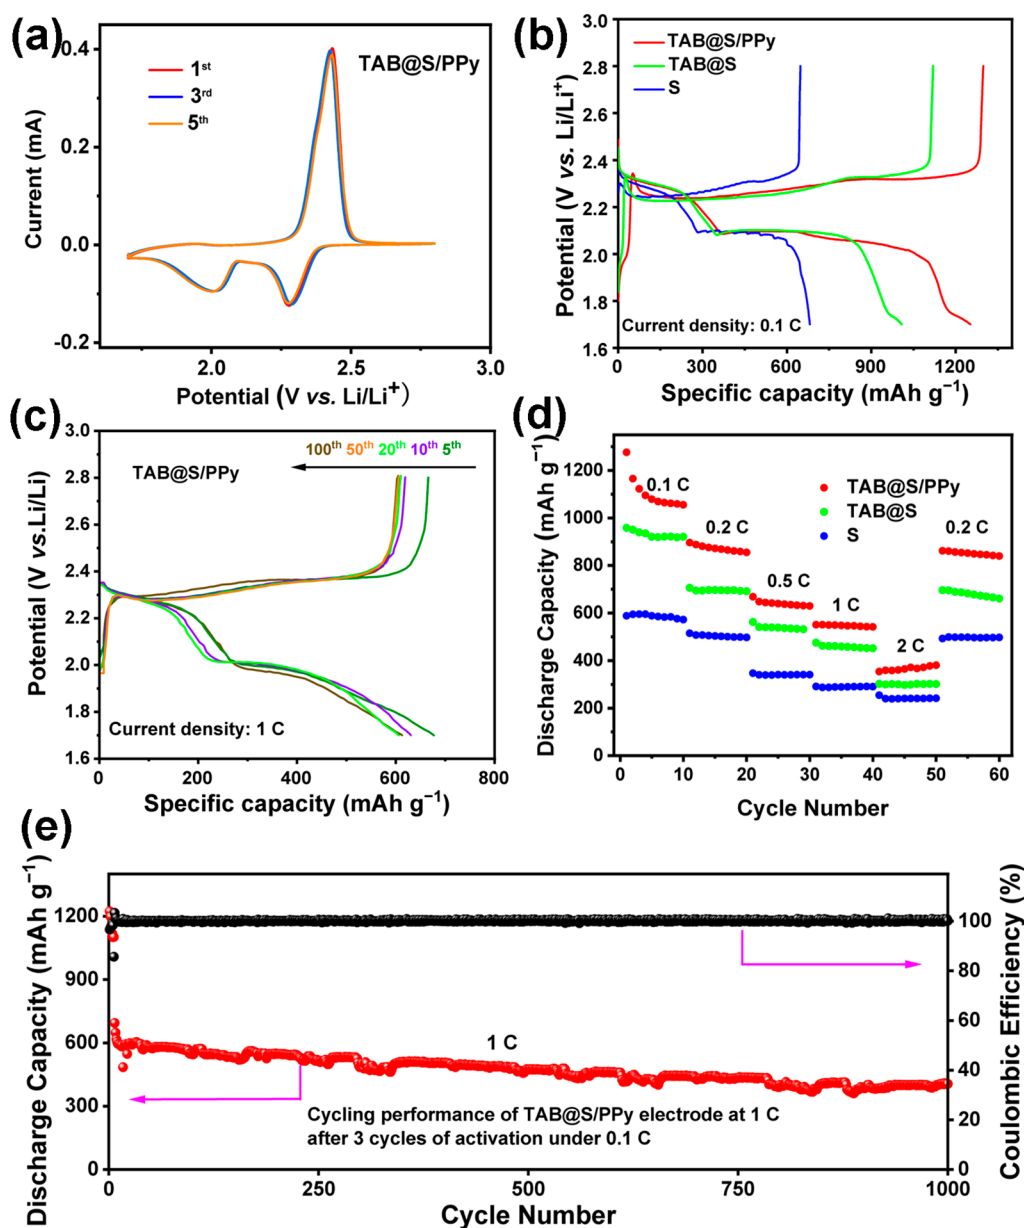 (a)
TAB@S/PPy
1st
3rd
5th
0.4
0.2
0.0
-0.2
Current (mA)
2.0
2.5
3.0
Potential (V vs. Li/Li+)
(b)
TAB@S/PPy
TAB@S
S
3.2
2.8
2.4
2.0
1.6
Potential (V vs. Li/Li+)
Current density: 0.1 C
0 300 600 900 1200
Specific capacity (mAh g−1)
(c)
TAB@S/PPy
100th 50th 20th 10th 5th
3.0
2.8
2.6
2.4
2.2
2.0
1.8
1.6
Potential (V vs.Li/Li)
Current density: 1 C
0 200 400 600 800
Specific capacity (mAh g−1)
(d)
TAB@S/PPy
TAB@S
S
0.1 C
0.2 C
0.5 C
1 C
2 C
0.2 C
1200
1000
800
600
400
200
0
Discharge Capacity (mAh g−1)
0 10 20 30 40 50 60
Cycle Number
(e)
1200
900
600
300
0
Discharge Capacity (mAh g−1)
1 C
Cycling performance of TAB@S/PPy electrode at 1 C
after 3 cycles of activation under 0.1 C
100
80
60
40
20
0
Coulombic Efficiency (%)
0 250 500 750 1000
Cycle Number